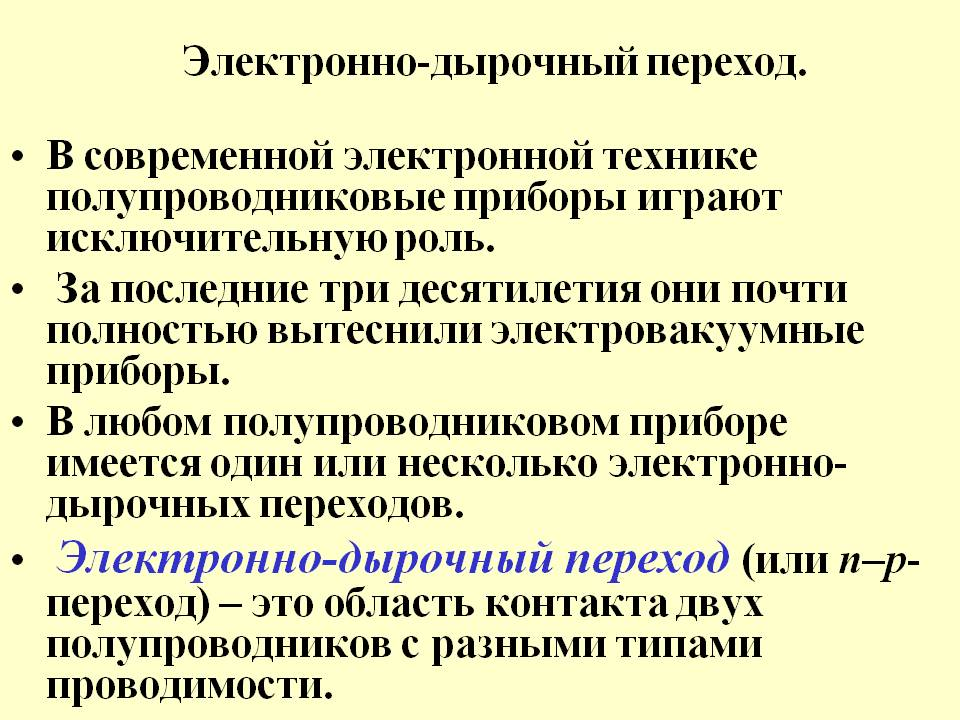 Электронно-дырочный переход.
• В современной электронной технике
полупроводниковые приборы играют
исключительную роль.
• За последние три десятилетия они почти
полностью вытеснили электровакуумные
приборы.
• В любом полупроводниковом приборе
имеется один или несколько электронно-
дырочных переходов.
• Электронно-дырочный переход (или n–p-
переход) – это область контакта двух
полупроводников с разными типами
проводимости.